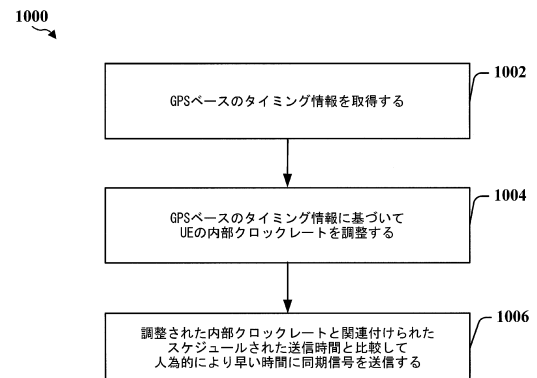 1000
1002
GPSベースのタイミング情報を取得する
1004
GPSベースのタイミング情報に基づいて
UEの内部クロックレートを調整する
1006
調整された内部クロックレートと関連付けられた
スケジュールされた送信時間と比較して
人為的により早い時間に同期信号を送信する